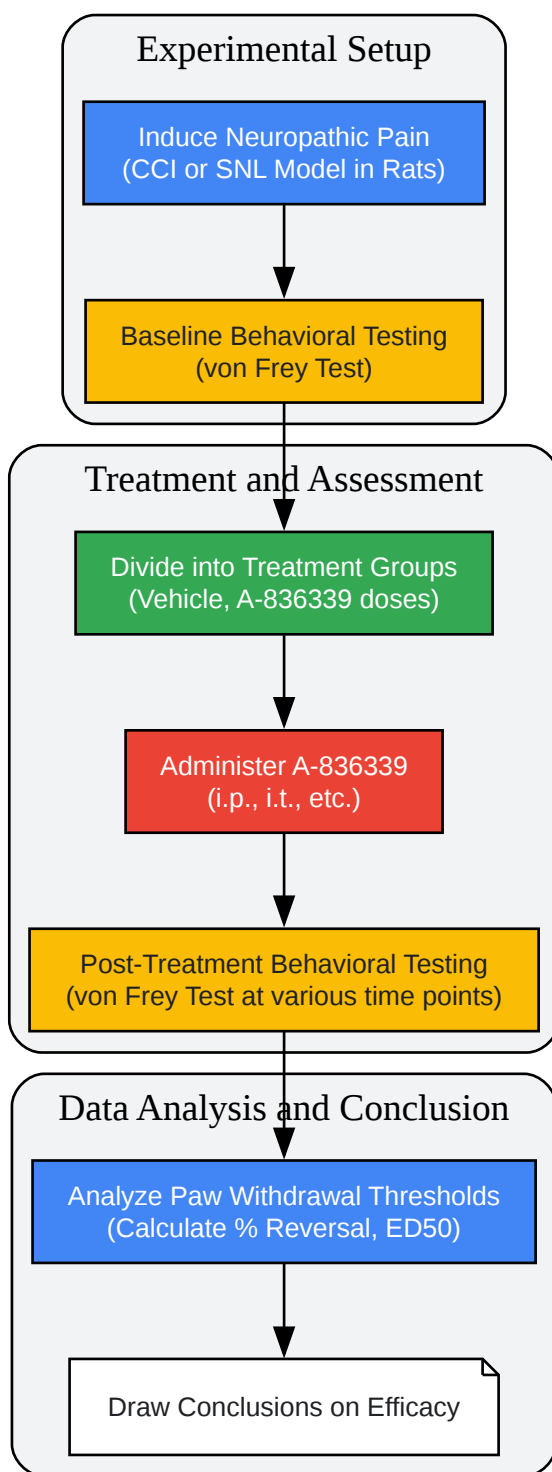 Experimental Setup
Induce Neuropathic Pain
(CCI or SNL Model in Rats)
Baseline Behavioral Testing
(von Frey Test)
Treatment and Assessment
Divide into Treatment Groups
(Vehicle, A-836339 doses)
Administer A-836339
(i.p., i.t., etc.)
Post-Treatment Behavioral Testing
(von Frey Test at various time points)
Data Analysis and Conclusion
Analyze Paw Withdrawal Thresholds
(Calculate % Reversal, ED50)
Draw Conclusions on Efficacy